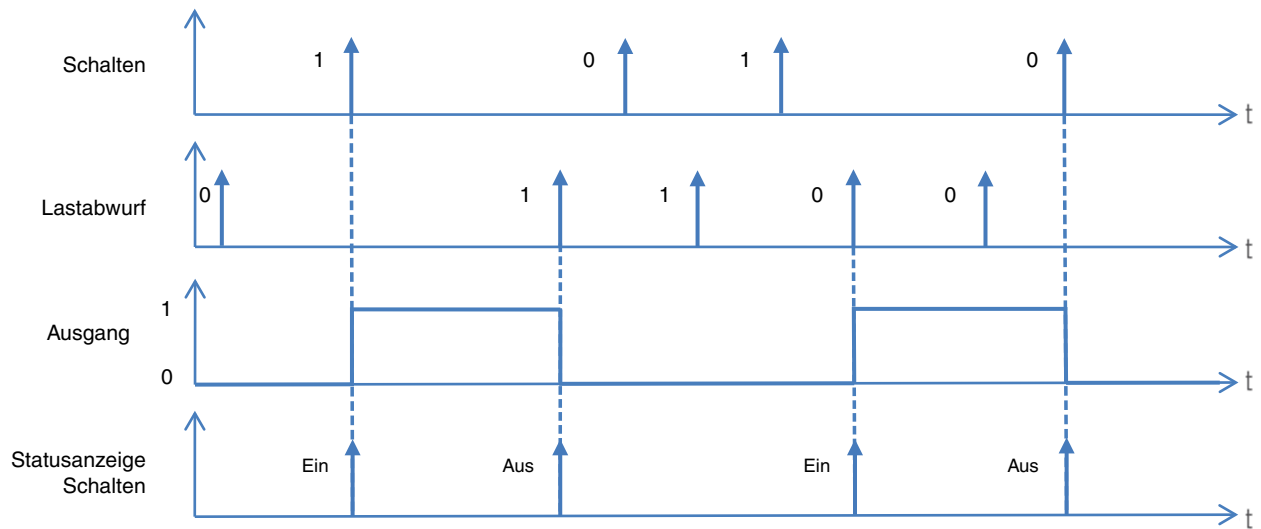 Schalten
1
0
1
0
t
Lastabwurf
0
1
1
0
0
t
Ausgang
1
0
t
Statusanzeige
Schalten
Ein
Aus
Ein
Aus
t